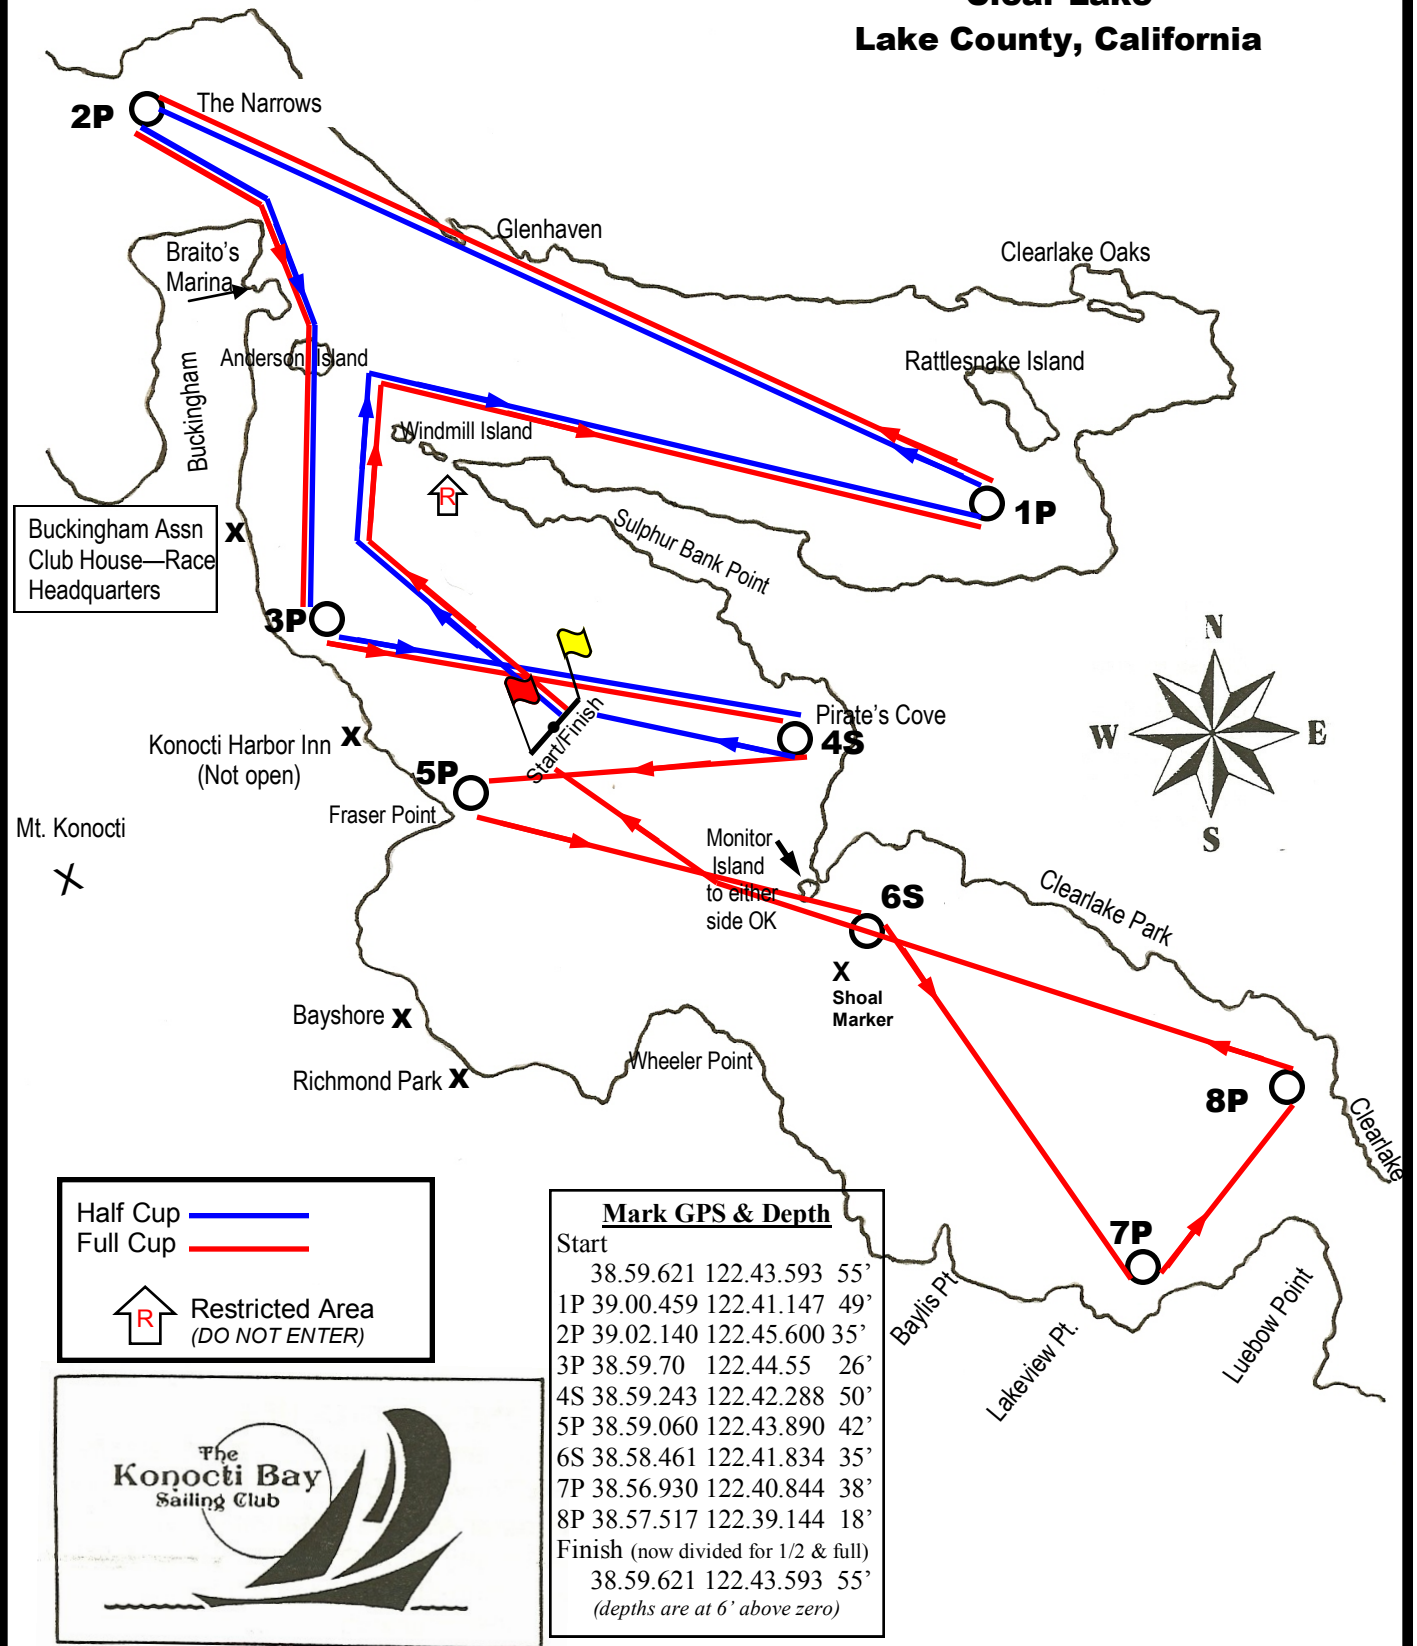 Clear Lake
Lake County, California
2P
The Narrows
Glenhaven
Clearlake Oaks
Braito's
Marina
Anderson Island
Rattlesnake Island
Buckingham
Windmill Island
R
1P
Sulphur Bank Point
Buckingham Assn
Club House—Race
Headquarters
3P
N
W
E
S
Pirate's Cove
4S
Start/Finish
Konocti Harbor Inn
(Not open)
5P
Fraser Point
Mt. Konocti
Monitor
Island
to either
side OK
6S
Clearlake Park
X
Shoal
Marker
Bayshore X
Richmond Park X
Wheeler Point
8P
Clearlake
7P
Baylis Pt
Lakeview Pt.
Luebow Point
Half Cup
Full Cup
R
Restricted Area
(DO NOT ENTER)
Mark GPS & Depth
Start
38.59.621 122.43.593 55'
1P 39.00.459 122.41.147 49'
2P 39.02.140 122.45.600 35'
3P 38.59.70 122.44.55 26'
4S 38.59.243 122.42.288 50'
5P 38.59.060 122.43.890 42'
6S 38.58.461 122.41.834 35'
7P 38.56.930 122.40.844 38'
8P 38.57.517 122.39.144 18'
Finish (now divided for 1/2 & full)
38.59.621 122.43.593 55'
(depths are at 6' above zero)
The
Konocti Bay
Sailing Club